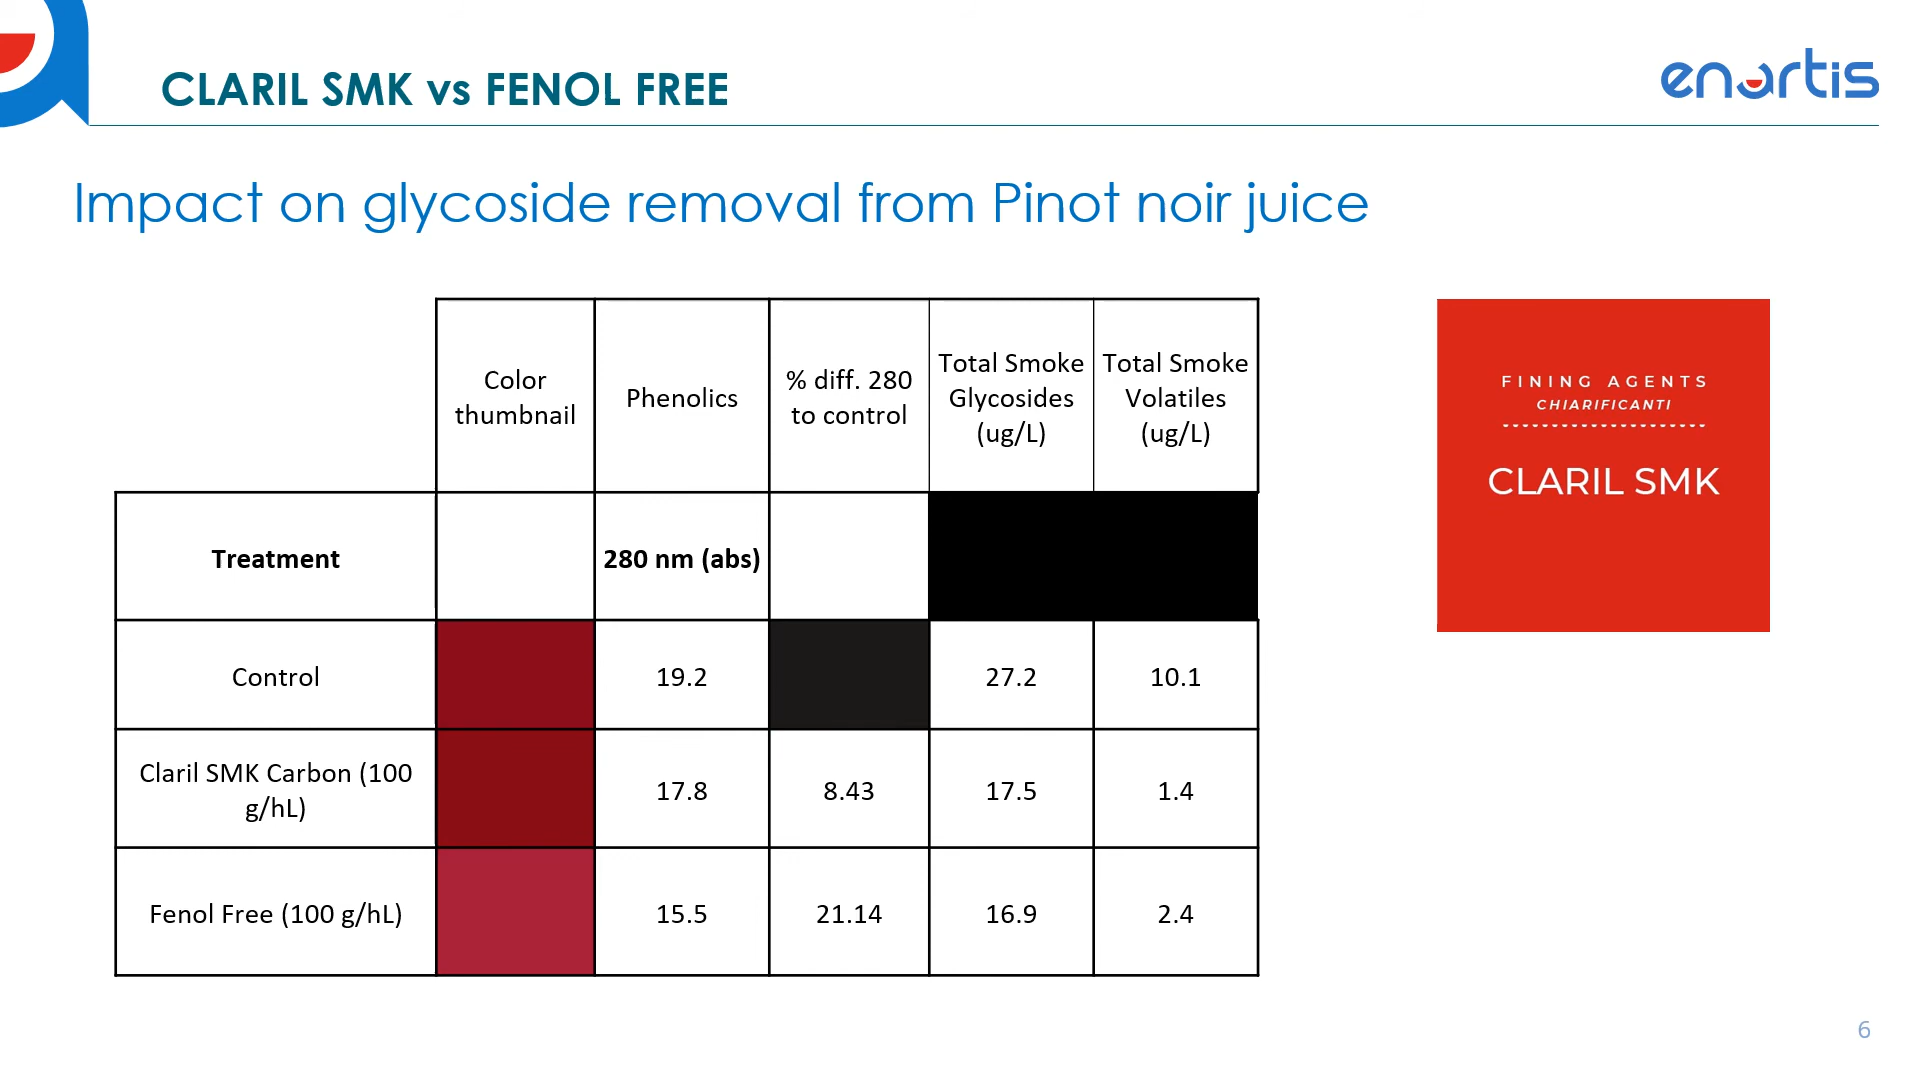 CLARIL SMK vs FENOL FREE
enartis
Impact on glycoside removal from Pinot noir juice
Color
thumbnail
Phenolics
% diff. 280
to control
Total Smoke
Glycosides
(ug/L)
Total Smoke
Volatiles
(ug/L)
Treatment
280 nm (abs)
Control
19.2
27.2
10.1
Claril SMK Carbon (100
g/hL)
17.8
8.43
17.5
1.4
Fenol Free (100 g/hL)
15.5
21.14
16.9
2.4
FINING AGENTS
CHIARIFICANTI
CLARIL SMK
6